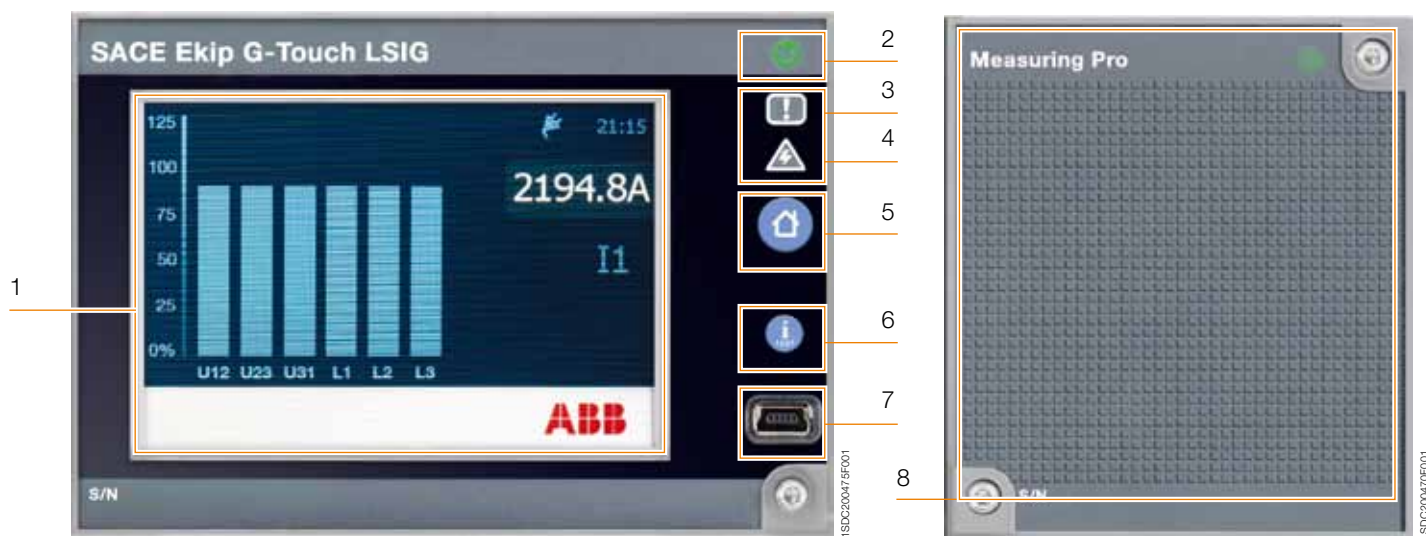 SACE Ekip G-Touch LSIG
125
100
75
50
25
0%
U12 U23 U31 L1 L2 L3
21:15
2194.8A
I1
ABB
S/N
1SDC200475F001
1
2
3
4
5
6
7
8
Measuring Pro
S/N
1SDC200470F001